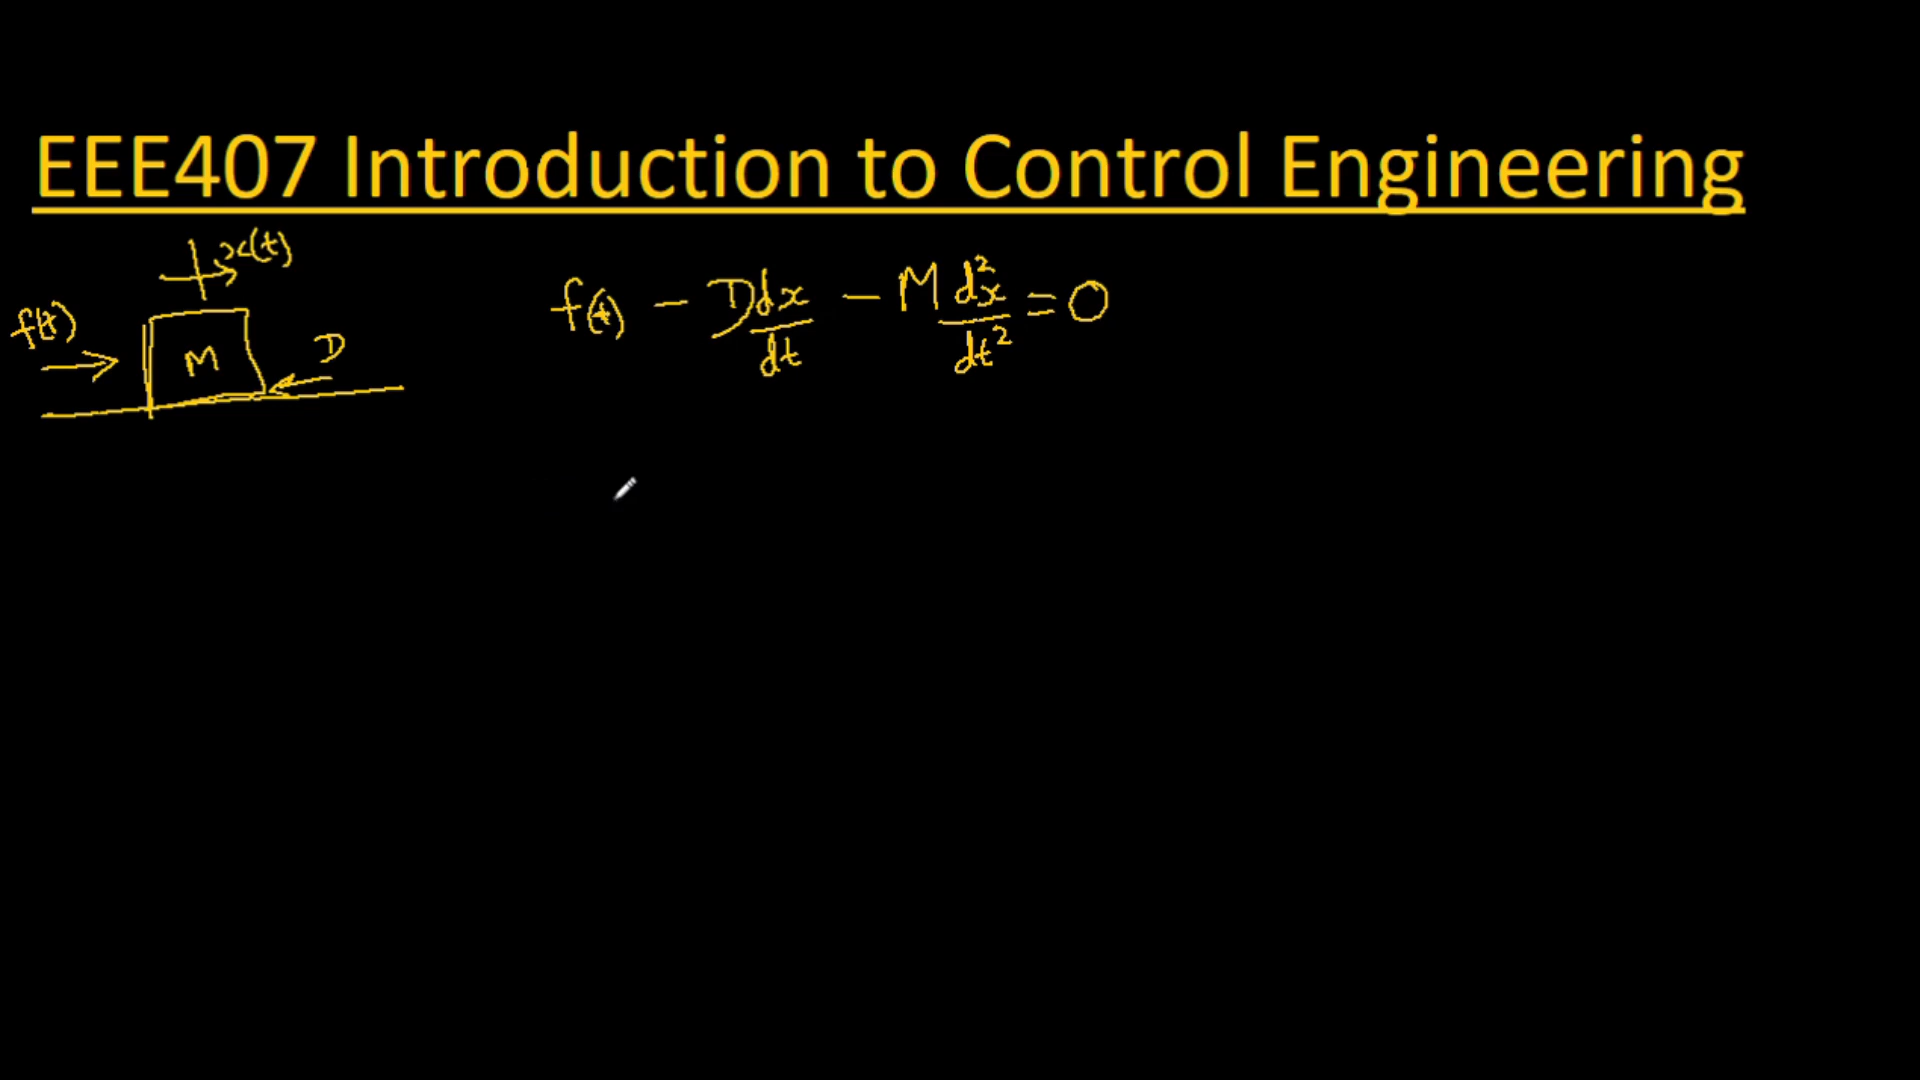 EEE407 Introduction to Control Engineering
x(t)
f(t)
M
D
f(t) - D dx/dt - M d²x/dt² = 0